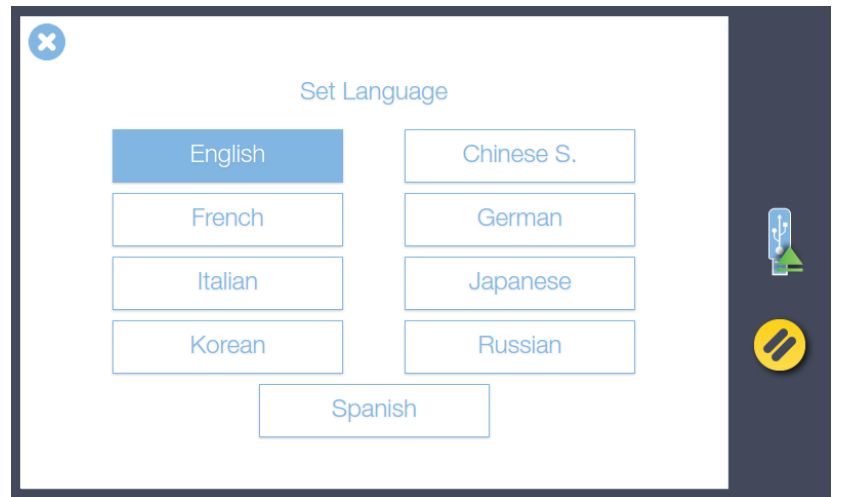 Set Language
English
Chinese S.
French
German
Italian
Japanese
Korean
Russian
Spanish